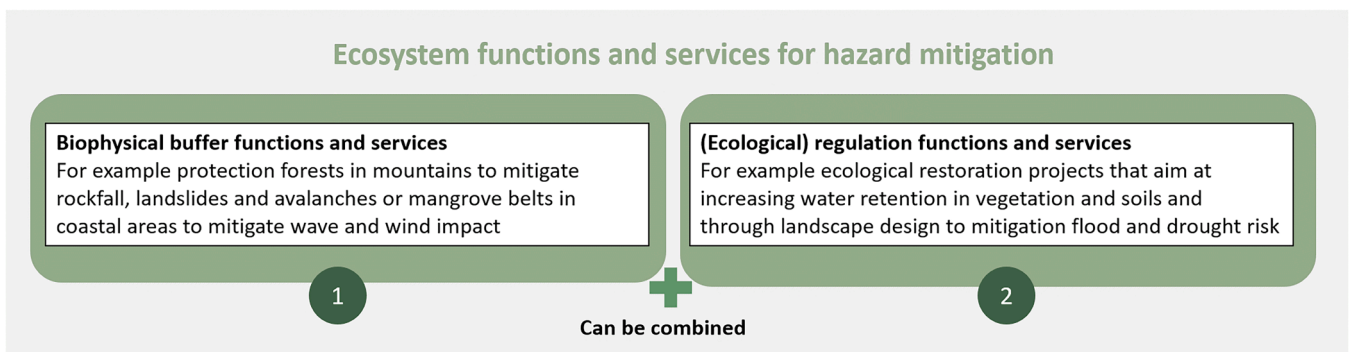 Ecosystem functions and services for hazard mitigation
Biophysical buffer functions and services
For example protection forests in mountains to mitigate
rockfall, landslides and avalanches or mangrove belts in
coastal areas to mitigate wave and wind impact
1
(Ecological) regulation functions and services
For example ecological restoration projects that aim at
increasing water retention in vegetation and soils and
through landscape design to mitigation flood and drought risk
2
Can be combined